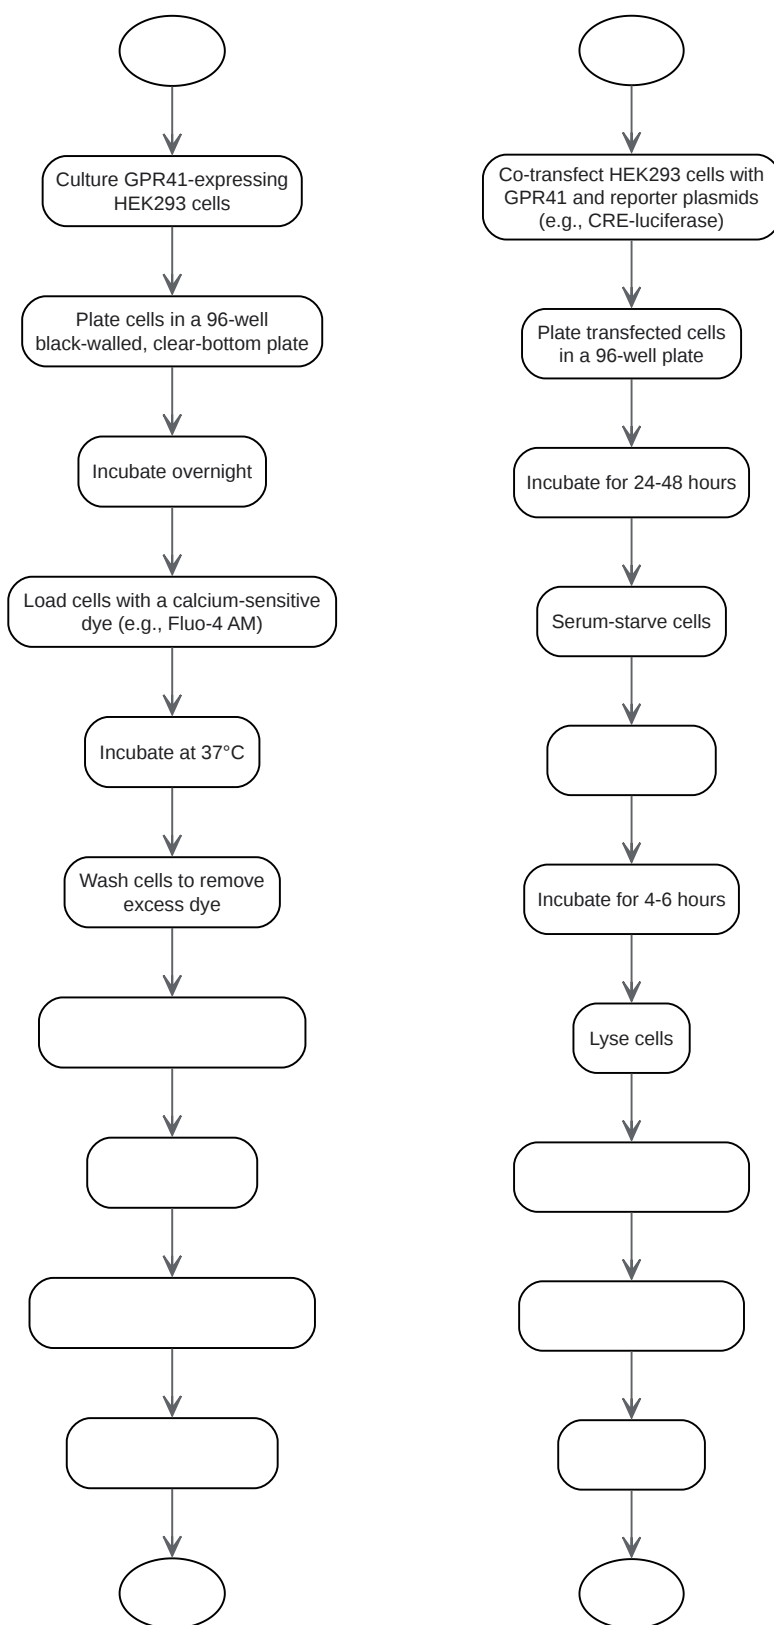 Culture GPR41-expressing
HEK293 cells
Plate cells in a 96-well
black-walled, clear-bottom plate
Incubate overnight
Load cells with a calcium-sensitive
dye (e.g., Fluo-4 AM)
Incubate at 37°C
Wash cells to remove
excess dye
Co-transfect HEK293 cells with
GPR41 and reporter plasmids
(e.g., CRE-luciferase)
Plate transfected cells
in a 96-well plate
Incubate for 24-48 hours
Serum-starve cells
Incubate for 4-6 hours
Lyse cells